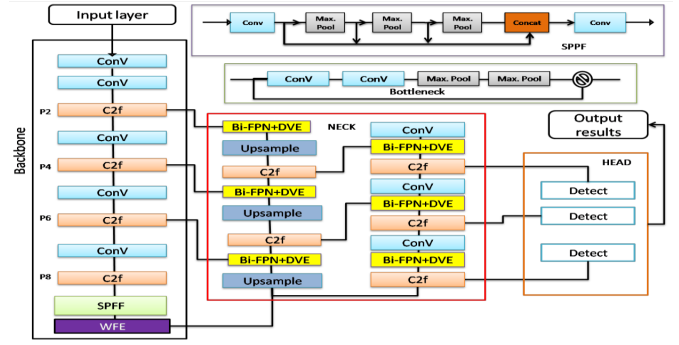 Input layer
Backbone
ConV
ConV
P2
C2f
ConV
P4
C2f
ConV
P6
C2f
ConV
P8
C2f
SPFF
WFE
Conv
Max. Pool
Max. Pool
Max. Pool
Concat
Conv
SPPF
ConV
ConV
Max. Pool
Max. Pool
Bottleneck
NECK
Bi-FPN+DVE
Upsample
C2f
Bi-FPN+DVE
Upsample
C2f
Bi-FPN+DVE
Upsample
ConV
Bi-FPN+DVE
C2f
ConV
Bi-FPN+DVE
C2f
ConV
Bi-FPN+DVE
C2f
Output
results
HEAD
Detect
Detect
Detect